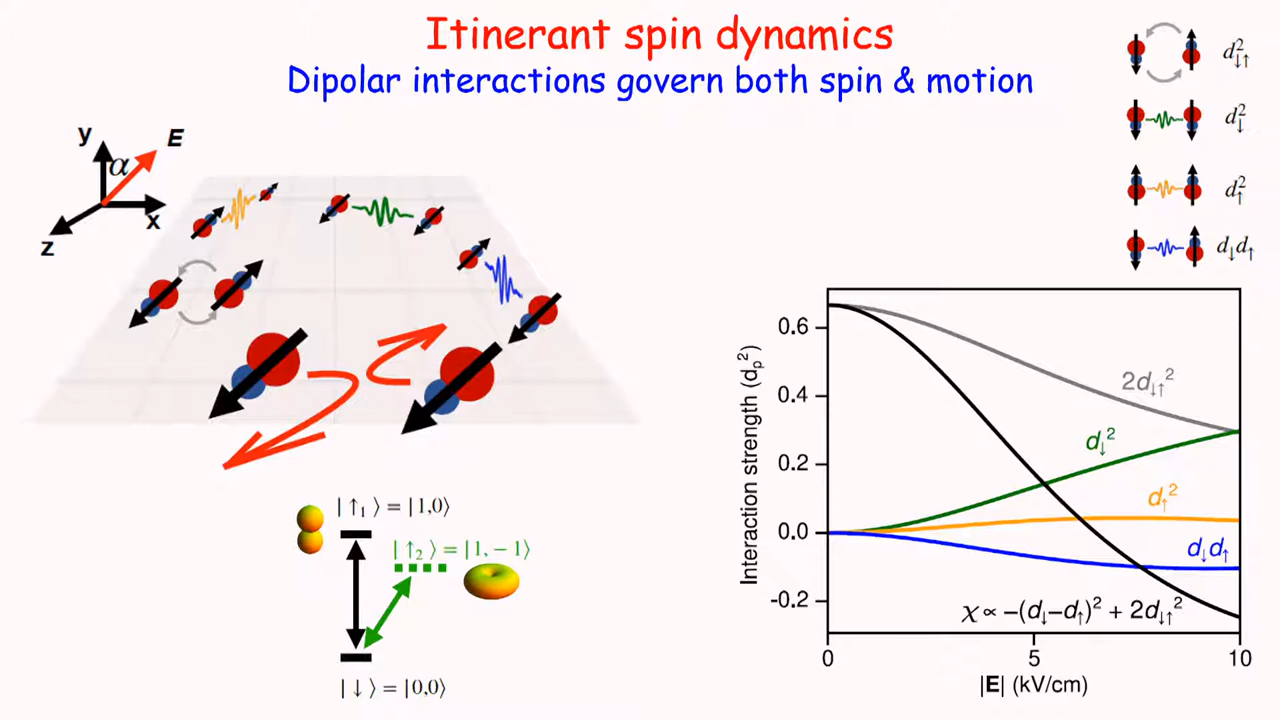 Itinerant spin dynamics
Dipolar interactions govern both spin & motion
d↓↑²
d↓²
d↑²
d↓d↑
y
α
E
x
z
|↑₁⟩ = |1,0⟩
|↑₂⟩ = |1, −1⟩
|↓⟩ = |0,0⟩
Interaction strength (dₚ²)
0.6
0.4
0.2
0.0
-0.2
2d↓↑²
d↓²
d↑²
d↓d↑
χ ∝ −(d↓−d↑)² + 2d↓↑²
0
5
10
|E| (kV/cm)